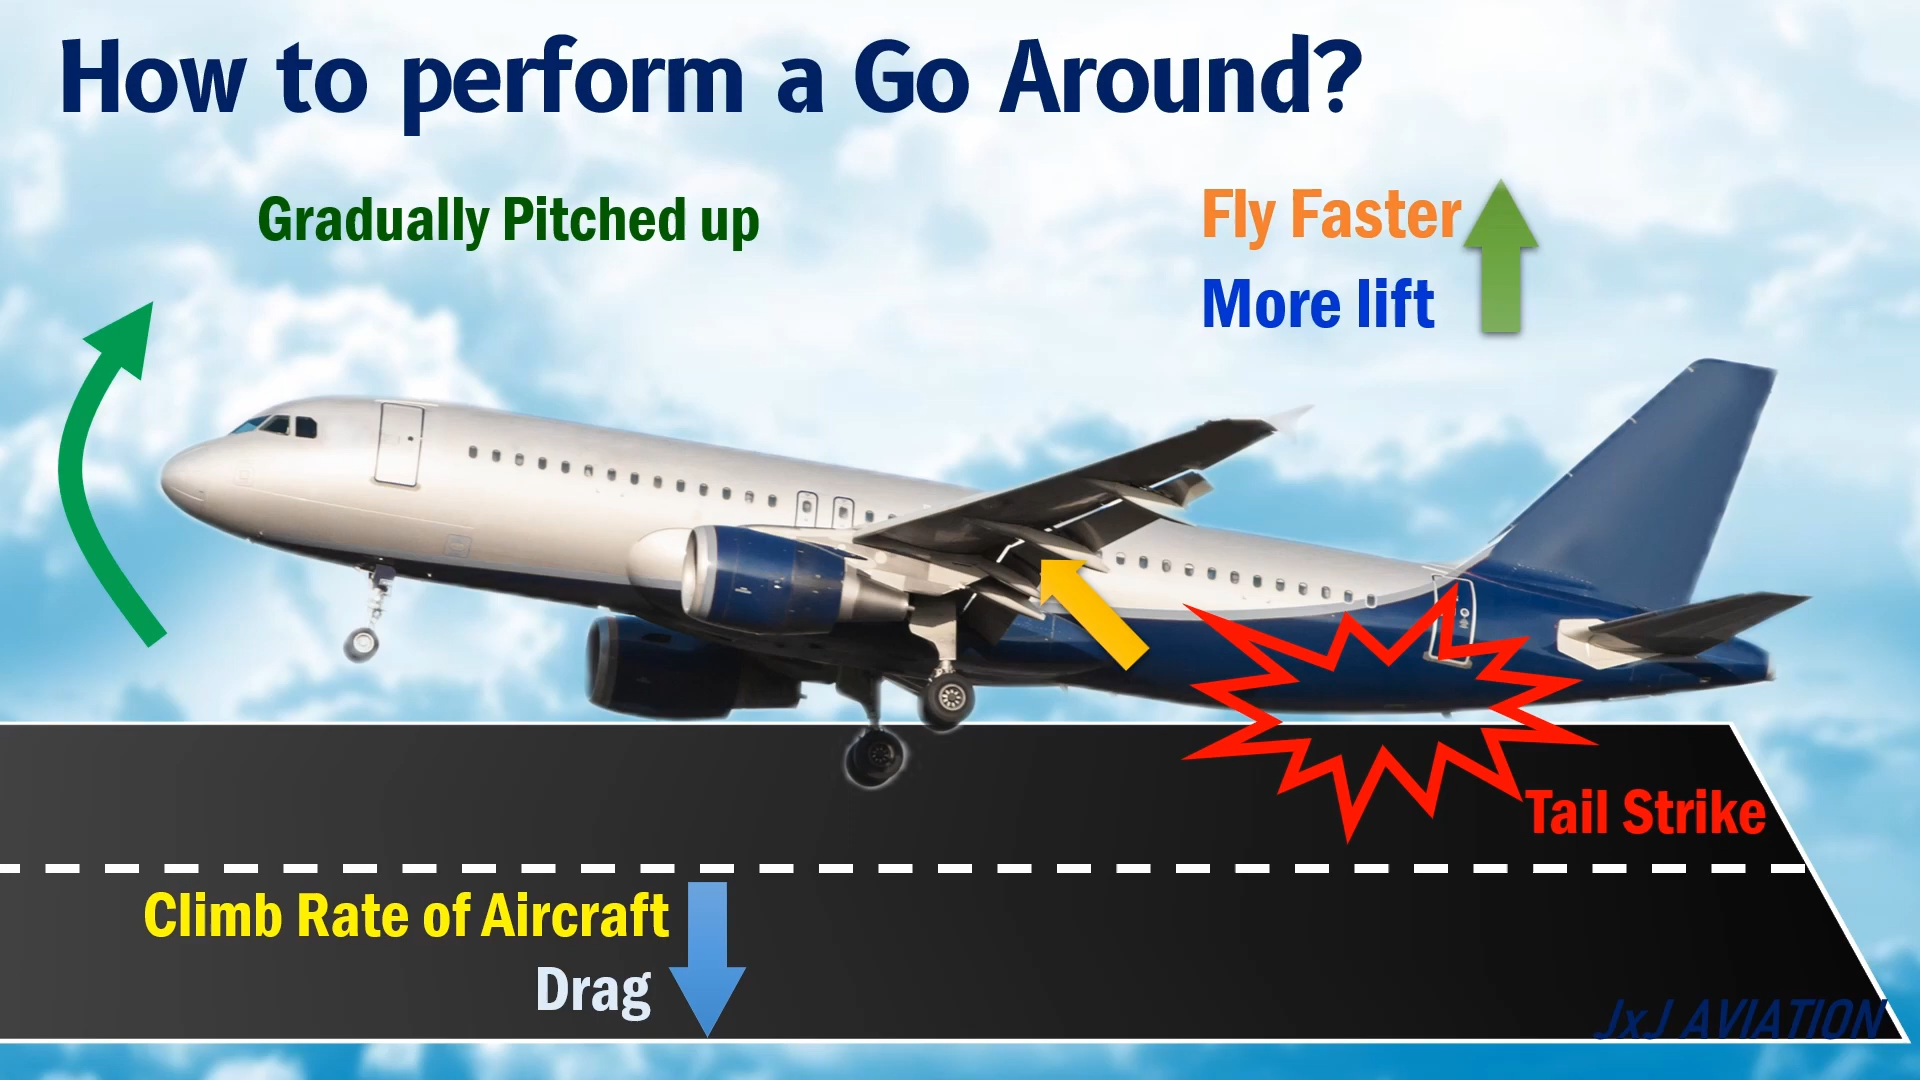 How to perform a Go Around?
Gradually Pitched up
Fly Faster
More lift
Tail Strike
Climb Rate of Aircraft
Drag
JxJ AVIATION